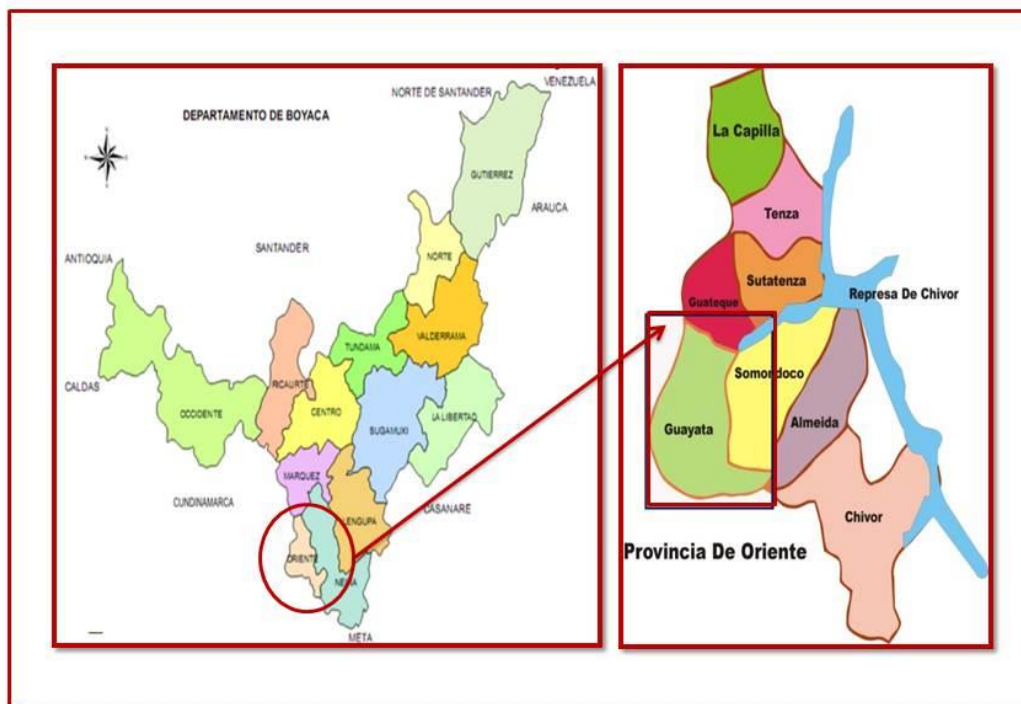 DEPARTAMENTO DE BOYACA
NORTE DE SANTANDER
VENEZUELA
GUTIERREZ
ARAUCA
SANTANDER
ANTIOQUIA
NORTE
VALDERRAMA
TUNDAMA
CALDAS
OCCIDENTE
RICAURTE
CENTRO
SUGAMUXI
LA LIBERTAD
MARQUEZ
CUNDINAMARCA
CASANARE
LENGUPA
ORIENTE
NEIRA
META
La Capilla
Tenza
Sutatenza
Guateque
Represa De Chivor
Somondoco
Guayata
Almeida
Chivor
Provincia De Oriente